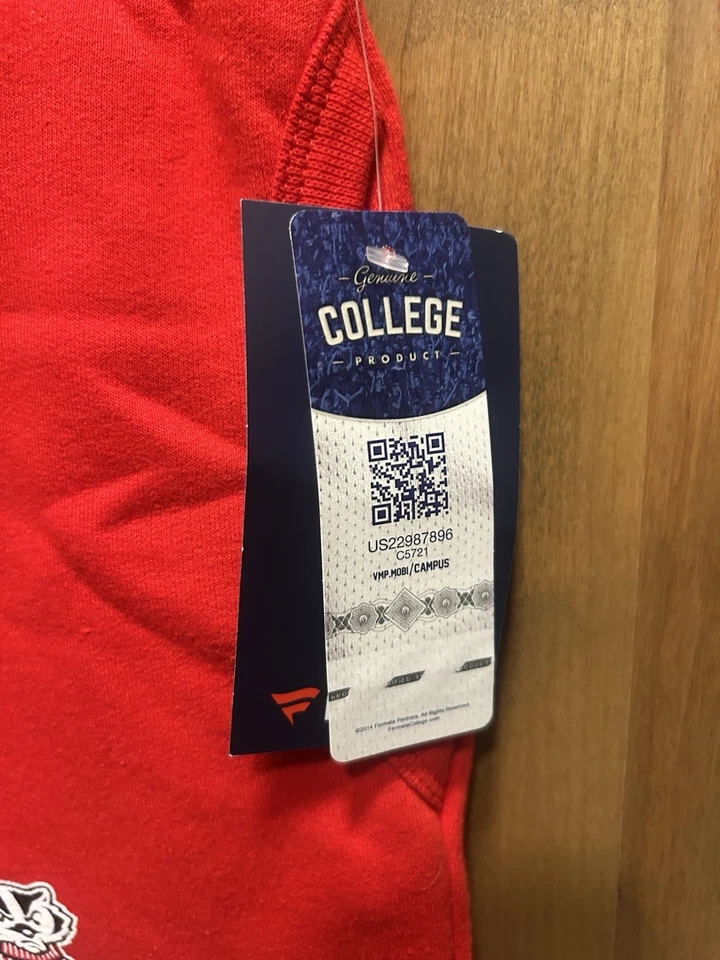 Genuine
COLLEGE
PRODUCT
US22987896
C5721
VMP.MOBI/CAMPUS
©2014 Fermata Partners, All Rights Reserved.
FermataCollege.com